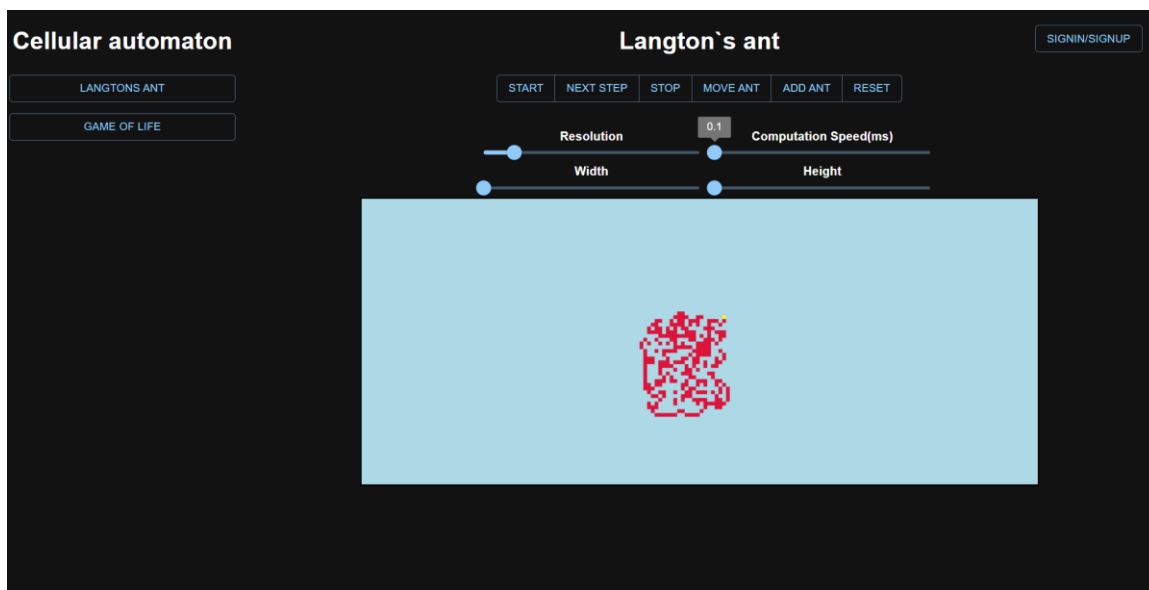 Cellular automaton
Langton`s ant
SIGNIN/SIGNUP
LANGTONS ANT
GAME OF LIFE
START NEXT STEP STOP MOVE ANT ADD ANT RESET
0.1
Resolution
Computation Speed(ms)
Width
Height